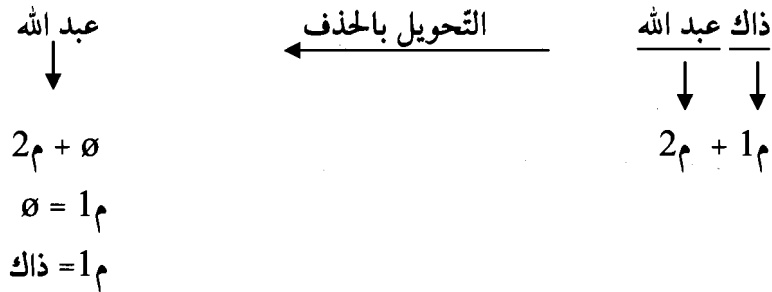 ذاك عبد الله التّحويل بالحذف عبد الله
م1 + م2 ø + م2
م1 = ø
م1= ذاك